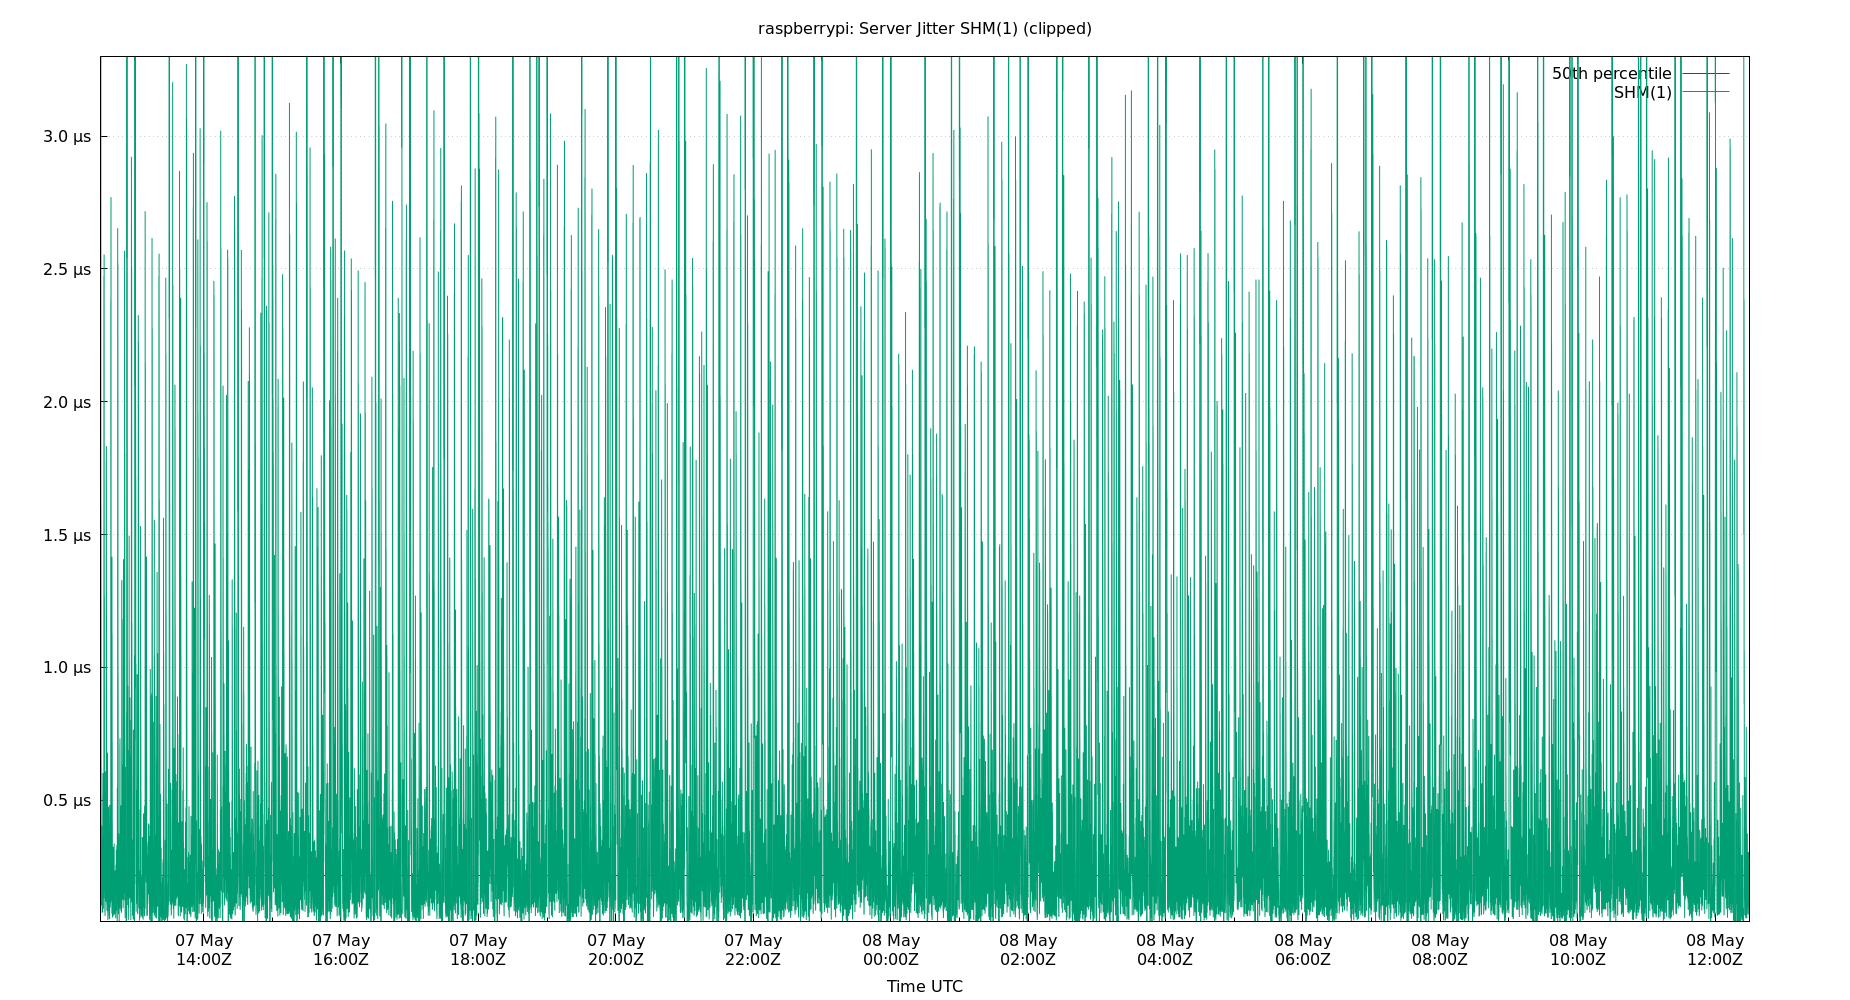 raspberrypi: Server Jitter SHM(1) (clipped)
50th percentile
SHM(1)
3.0 μs
2.5 μs
2.0 μs
1.5 μs
1.0 μs
0.5 μs
07 May 07 May 07 May 07 May 07 May 08 May 08 May 08 May 08 May 08 May 08 May 08 May
14:00Z 16:00Z 18:00Z 20:00Z 22:00Z 00:00Z 02:00Z 04:00Z 06:00Z 08:00Z 10:00Z 12:00Z
Time UTC